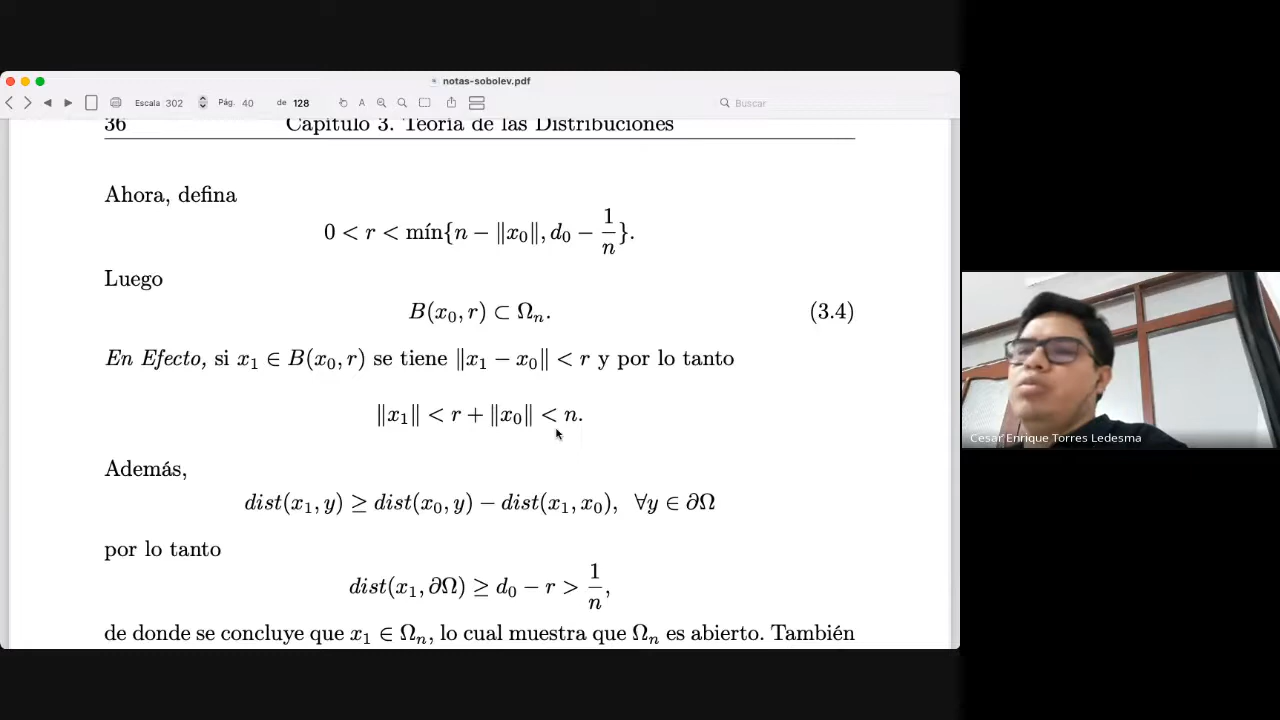 notas-sobolev.pdf
Escala 302 Pág. 40 de 128 A Buscar
36 Capítulo 3. Teoría de las Distribuciones
Ahora, defina
0 < r < mín{n − ‖x₀‖, d₀ − 1/n}.
Luego
B(x₀, r) ⊂ Ωₙ. (3.4)
En Efecto, si x₁ ∈ B(x₀, r) se tiene ‖x₁ − x₀‖ < r y por lo tanto
‖x₁‖ < r + ‖x₀‖ < n.
Además,
dist(x₁, y) ≥ dist(x₀, y) − dist(x₁, x₀), ∀y ∈ ∂Ω
por lo tanto
dist(x₁, ∂Ω) ≥ d₀ − r > 1/n,
de donde se concluye que x₁ ∈ Ωₙ, lo cual muestra que Ωₙ es abierto. También
Cesar Enrique Torres Ledesma